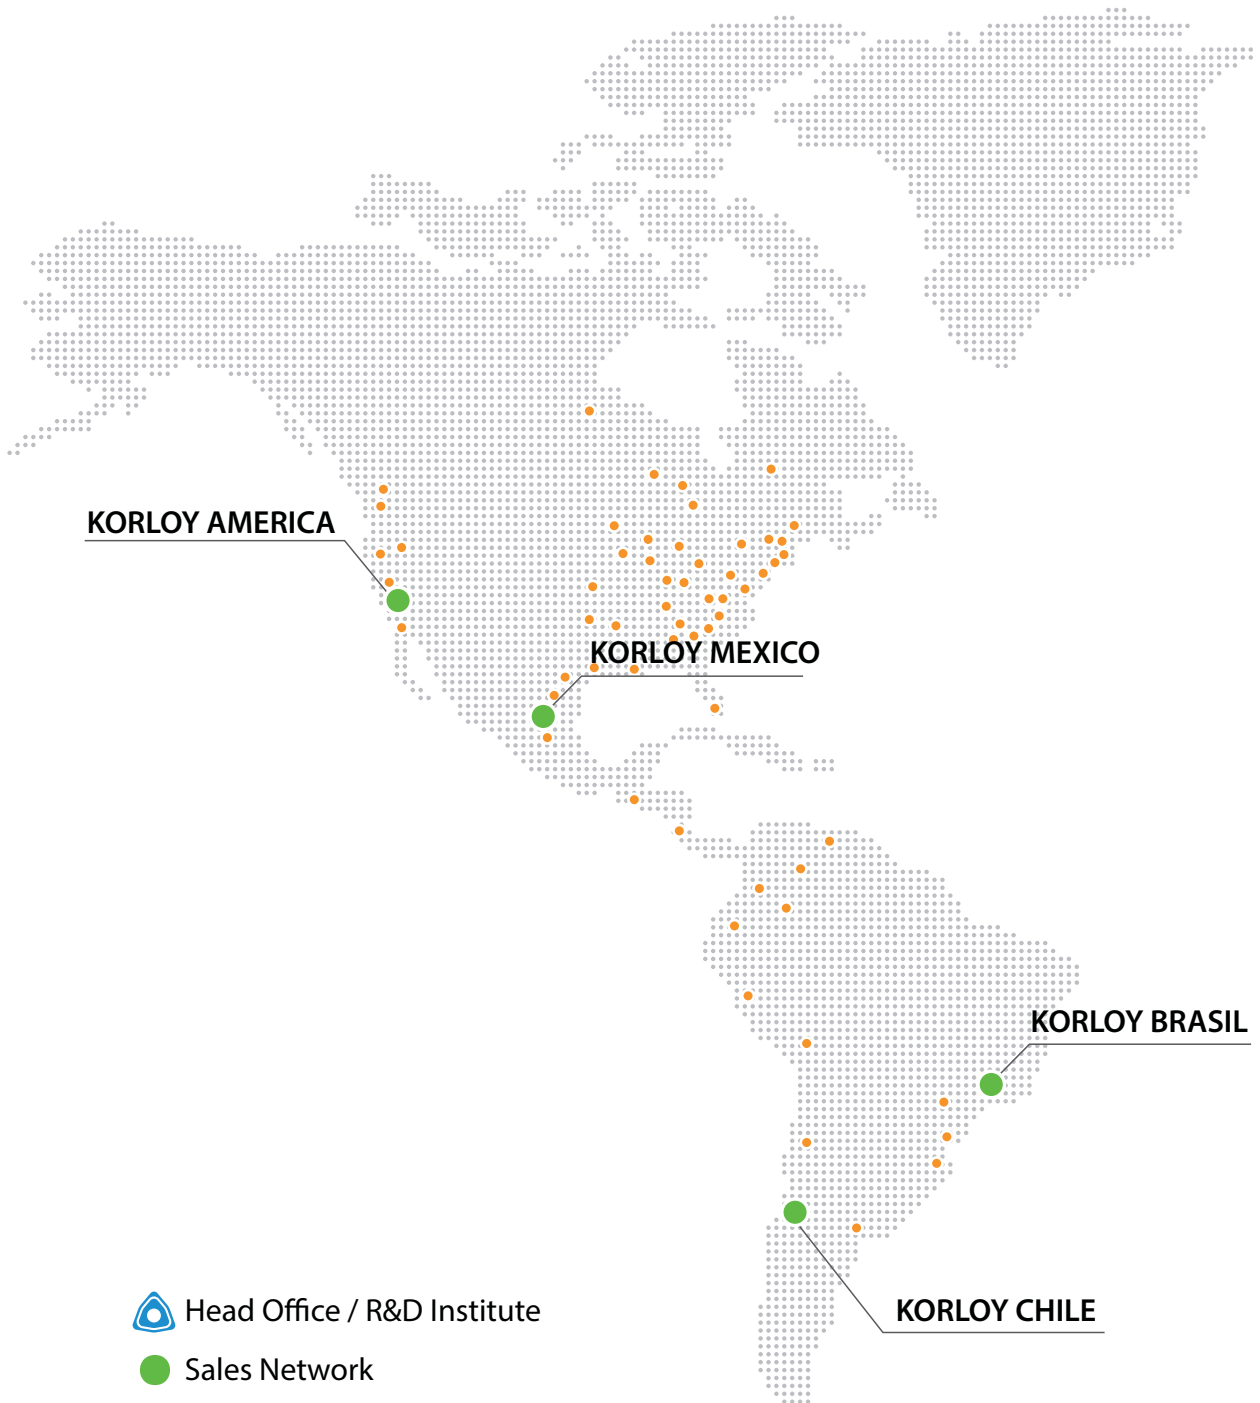 KORLOY AMERICA
KORLOY MEXICO
KORLOY BRASIL
KORLOY CHILE
Head Office / R&D Institute
Sales Network